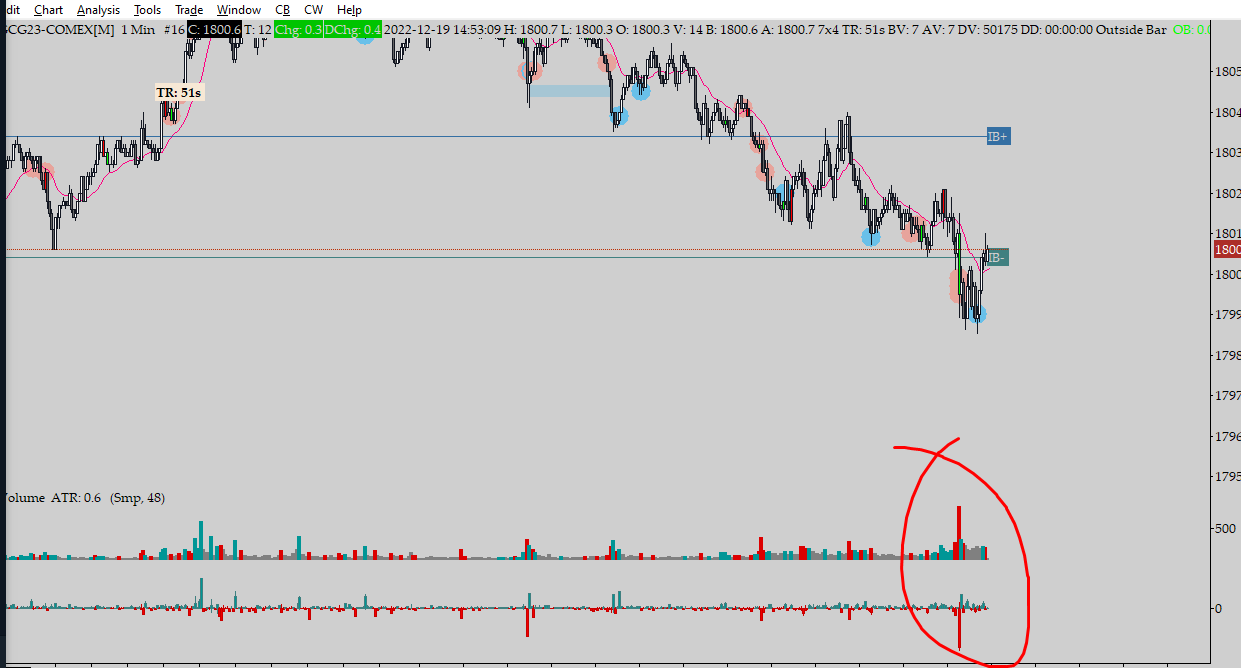 dit Chart Analysis Tools Trade Window CB CW Help
GCG23-COMEX[M] 1 Min #16 C: 1800.6 T: 12 Chg: 0.3 DChg: 0.4 2022-12-19 14:53:09 H: 1800.7 L: 1800.3 O: 1800.3 V: 14 B: 1800.6 A: 1800.7 7x4 TR: 51s BV: 7 AV: 7 DV: 50175 DD: 00:00:00 Outside Bar OB: 0.
1805
TR: 51s
1804
IB+
1803
1802
1801
1800
IB-
1800
1799
1798
1797
1796
1795
Volume ATR: 0.6 (Smp, 48)
500
0